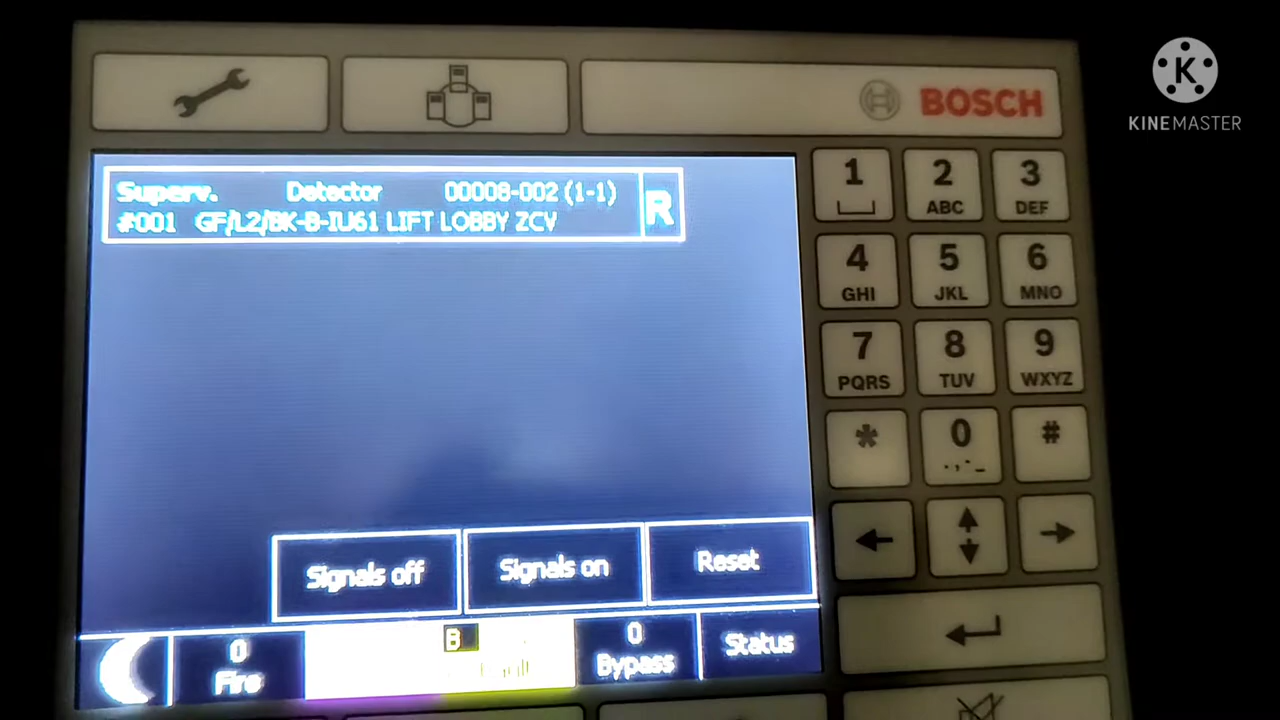 BOSCH
K
KINEMASTER
Superv. Detector 00008-002 (1-1)
#001 GF/L2/BK-B-IU61 LIFT LOBBY ZCV
R
1
2 ABC
3 DEF
4 GHI
5 JKL
6 MNO
7 PQRS
8 TUV
9 WXYZ
*
0 .,-_
#
Signals off
Signals on
Reset
0
Fire
Fault
0
Bypass
Status